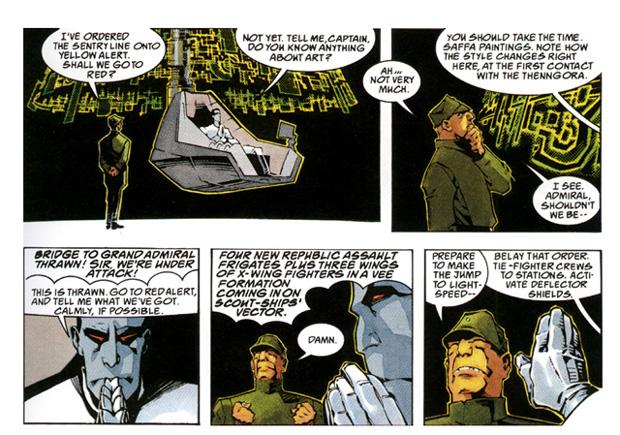 I'VE ORDERED
THE SENTRY LINE ONTO
YELLOW ALERT.
SHALL WE GO TO
RED?
NOT YET. TELL ME, CAPTAIN,
DO YOU KNOW ANYTHING
ABOUT ART?
AH...
NOT VERY
MUCH.
YOU SHOULD TAKE THE TIME.
SAFFA PAINTINGS. NOTE HOW
THE STYLE CHANGES RIGHT
HERE, AT THE FIRST CONTACT
WITH THE THENNQORA.
I SEE.
ADMIRAL,
SHOULDN'T
WE BE--
BRIDGE TO GRAND ADMIRAL
THRAWN! SIR, WE'RE UNDER
ATTACK!
THIS IS THRAWN. GO TO RED ALERT,
AND TELL ME WHAT WE'VE GOT.
CALMLY, IF POSSIBLE.
FOUR NEW REPUBLIC ASSAULT
FRIGATES PLUS THREE WINGS
OF X-WING FIGHTERS IN A VEE
FORMATION
COMING IN ON
SCOUT-SHIPS'
VECTOR.
DAMN.
PREPARE
TO MAKE
THE JUMP
TO LIGHT-
SPEED--
BELAY THAT ORDER.
TIE-FIGHTER CREWS
TO STATIONS. ACTI-
VATE DEFLECTOR
SHIELDS.